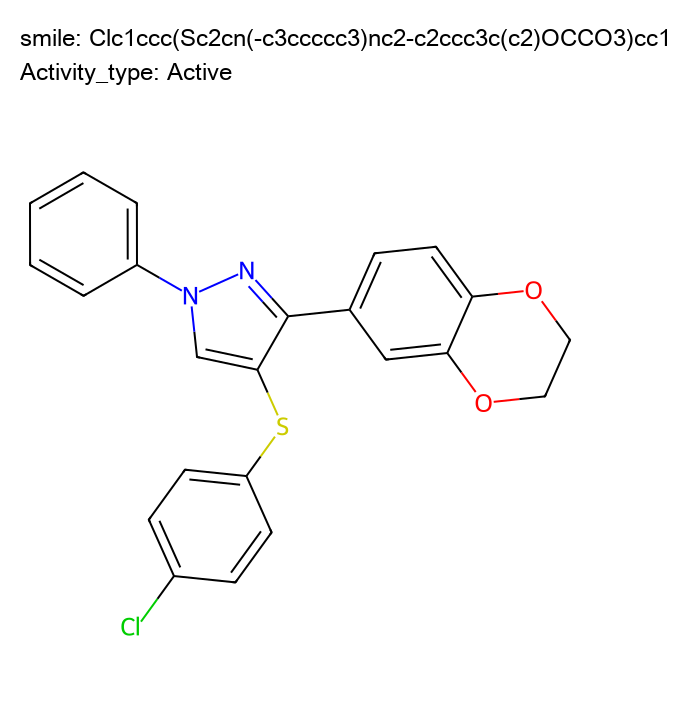 smile: Clc1ccc(Sc2cn(-c3ccccc3)nc2-c2ccc3c(c2)OCCO3)cc1
Activity_type: Active
N
N
O
O
S
Cl